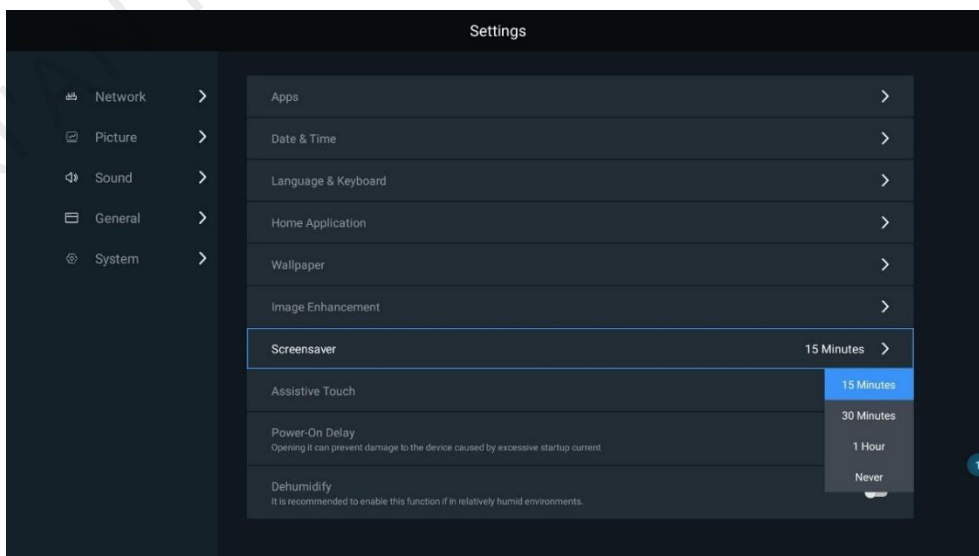 Settings
Network
Picture
Sound
General
System
Apps
Date & Time
Language & Keyboard
Home Application
Wallpaper
Image Enhancement
Screensaver 15 Minutes
Assistive Touch
15 Minutes
30 Minutes
1 Hour
Never
Power-On Delay
Opening it can prevent damage to the device caused by excessive startup current
Dehumidify
It is recommended to enable this function if in relatively humid environments.